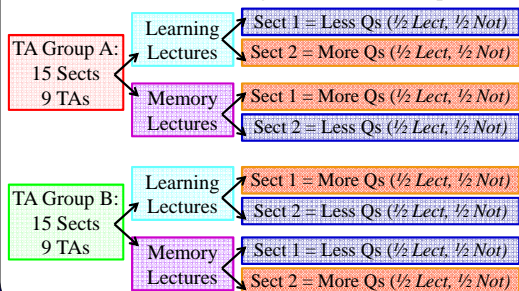 TA Group A:
15 Sects
9 TAs
Learning
Lectures
Sect 1 = Less Qs (½ Lect, ½ Not)
Sect 2 = More Qs (½ Lect, ½ Not)
Memory
Lectures
Sect 1 = More Qs (½ Lect, ½ Not)
Sect 2 = Less Qs (½ Lect, ½ Not)
TA Group B:
15 Sects
9 TAs
Learning
Lectures
Sect 1 = More Qs (½ Lect, ½ Not)
Sect 2 = Less Qs (½ Lect, ½ Not)
Memory
Lectures
Sect 1 = Less Qs (½ Lect, ½ Not)
Sect 2 = More Qs (½ Lect, ½ Not)